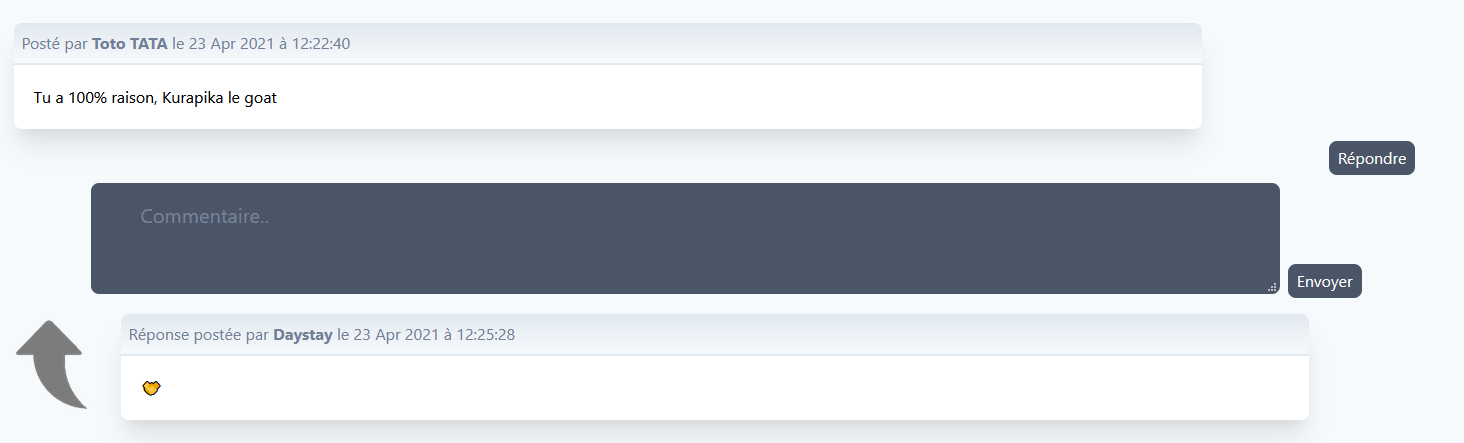 Posté par Toto TATA le 23 Apr 2021 à 12:22:40
Tu a 100% raison, Kurapika le goat
Répondre
Commentaire..
Envoyer
Réponse postée par Daystay le 23 Apr 2021 à 12:25:28